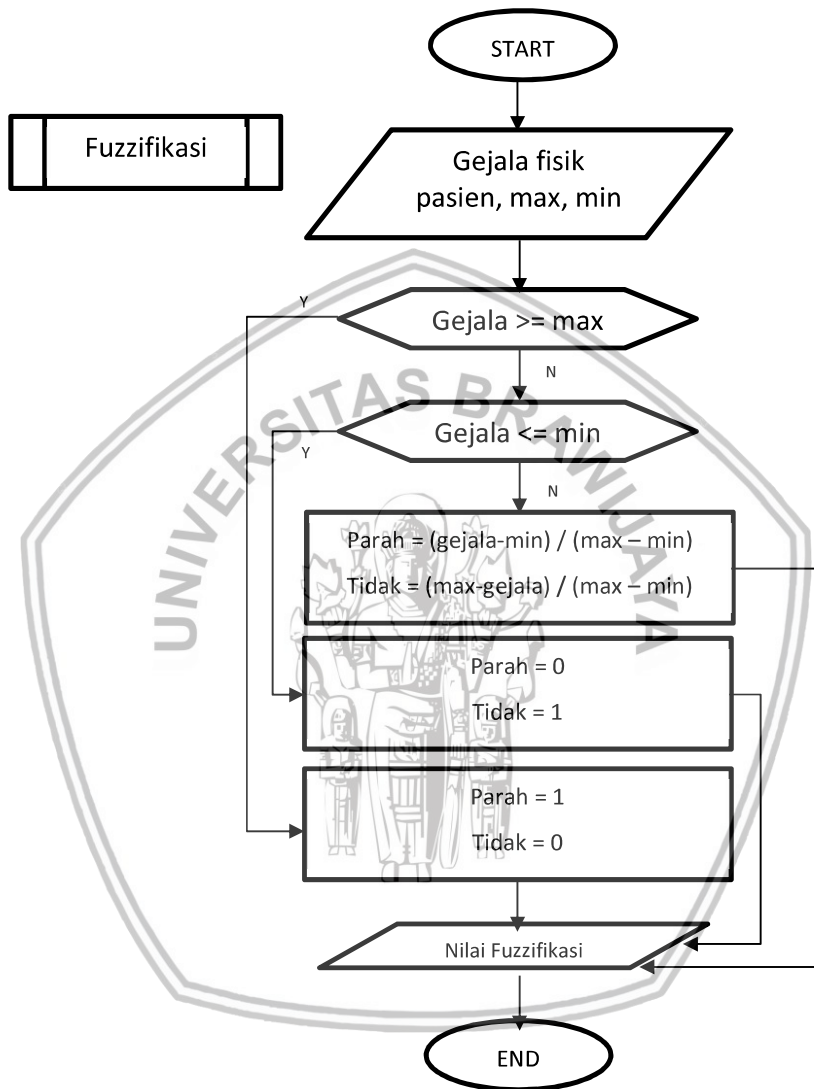 START
Fuzzifikasi
Gejala fisik
pasien, max, min
Y
Gejala >= max
N
UNIVERSITAS BRAWIJAYA
Gejala <= min
Y
N
Parah = (gejala-min) / (max – min)
Tidak = (max-gejala) / (max – min)
Parah = 0
Tidak = 1
Parah = 1
Tidak = 0
Nilai Fuzzifikasi
END